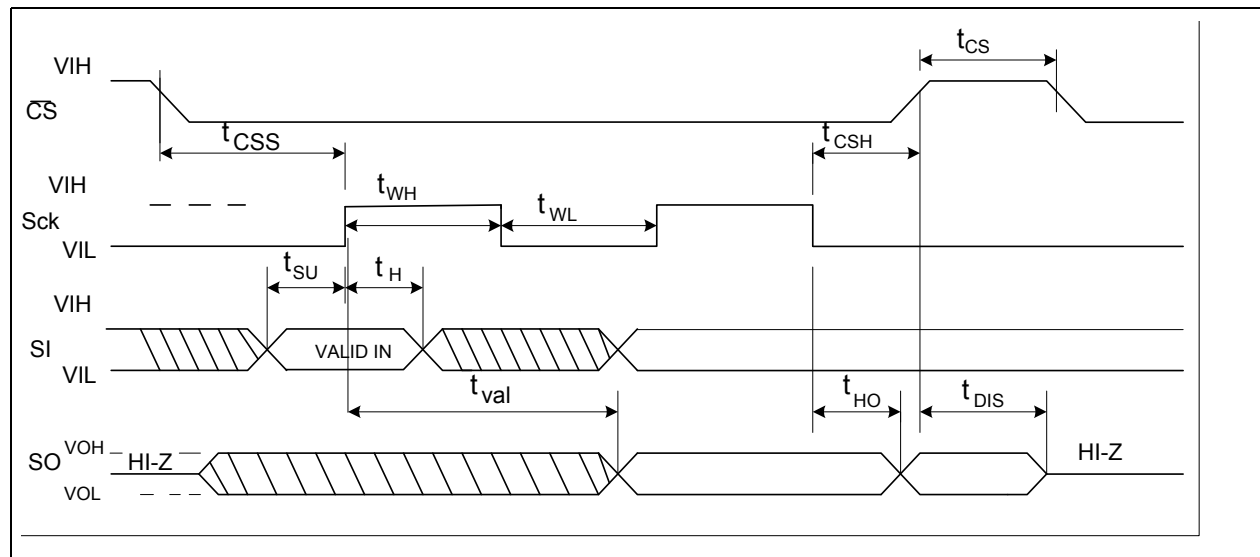 VIH
CS
tCS
tCSS
tCSH
VIH
Sck
VIL
tWH
tWL
tSU
tH
VIH
SI
VIL
VALID IN
tval
tHO
tDIS
SO
VOH
HI-Z
VOL
HI-Z